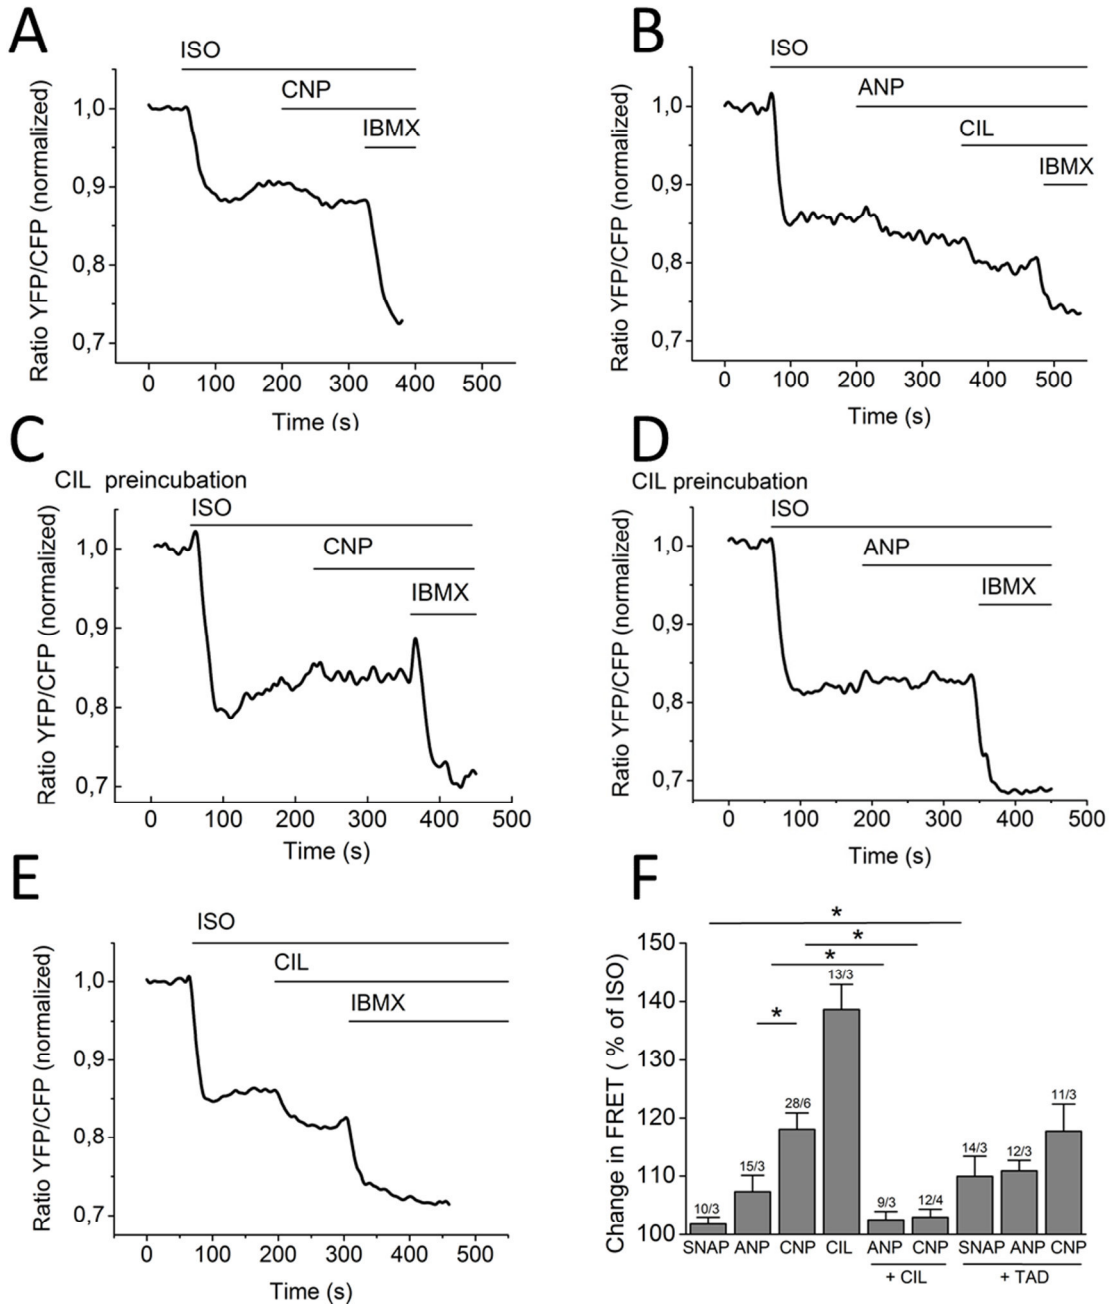 A
ISO
CNP
IBMX
1,0
0,9
0,8
0,7
Ratio YFP/CFP (normalized)
0 100 200 300 400 500
Time (s)
B
ISO
ANP
CIL
IBMX
1,0
0,9
0,8
0,7
Ratio YFP/CFP (normalized)
0 100 200 300 400 500
Time (s)
C
CIL preincubation
ISO
CNP
IBMX
1,0
0,9
0,8
0,7
Ratio YFP/CFP (normalized)
0 100 200 300 400 500
Time (s)
D
CIL preincubation
ISO
ANP
IBMX
1,0
0,9
0,8
0,7
Ratio YFP/CFP (normalized)
0 100 200 300 400 500
Time (s)
E
ISO
CIL
IBMX
1,0
0,9
0,8
0,7
Ratio YFP/CFP (normalized)
0 100 200 300 400 500
Time (s)
F
*
*
*
*
150
140
130
120
110
100
Change in FRET ( % of ISO)
10/3 15/3 28/6 13/3 9/3 12/4 14/3 12/3 11/3
SNAP ANP CNP CIL ANP CNP SNAP ANP CNP
+ CIL + TAD